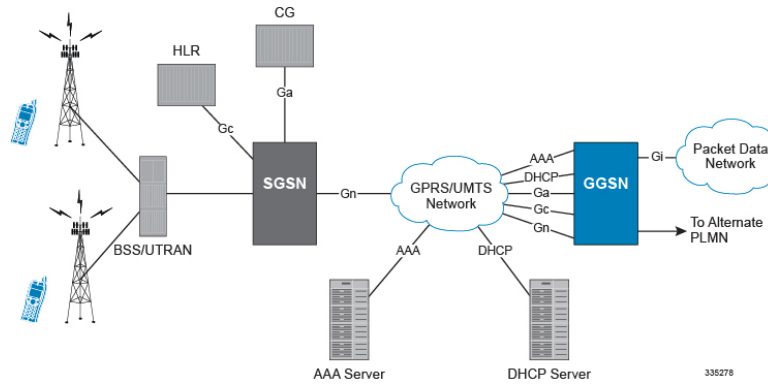 CG
HLR
Ga
Gc
SGSN
Gn
GPRS/UMTS
Network
AAA
DHCP
Ga
Gc
Gn
GGSN
Gi
Packet Data
Network
To Alternate
PLMN
BSS/UTRAN
AAA
DHCP
AAA Server
DHCP Server
335278